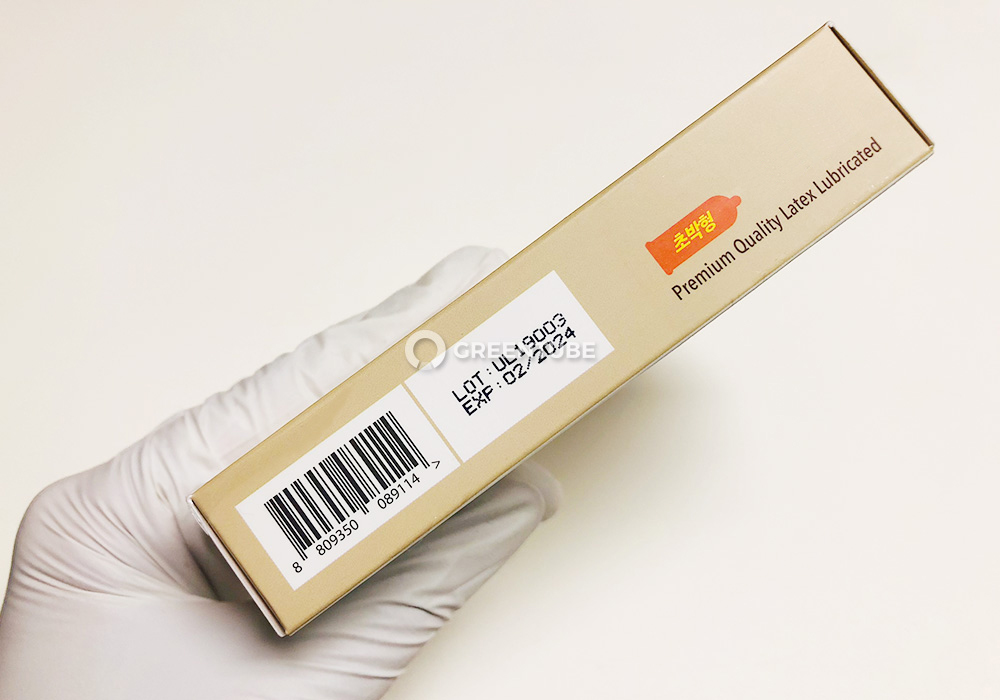 초박형
Premium Quality Latex Lubricated
LOT:UL19003
EXP:02/2024
8 809350 089114 >